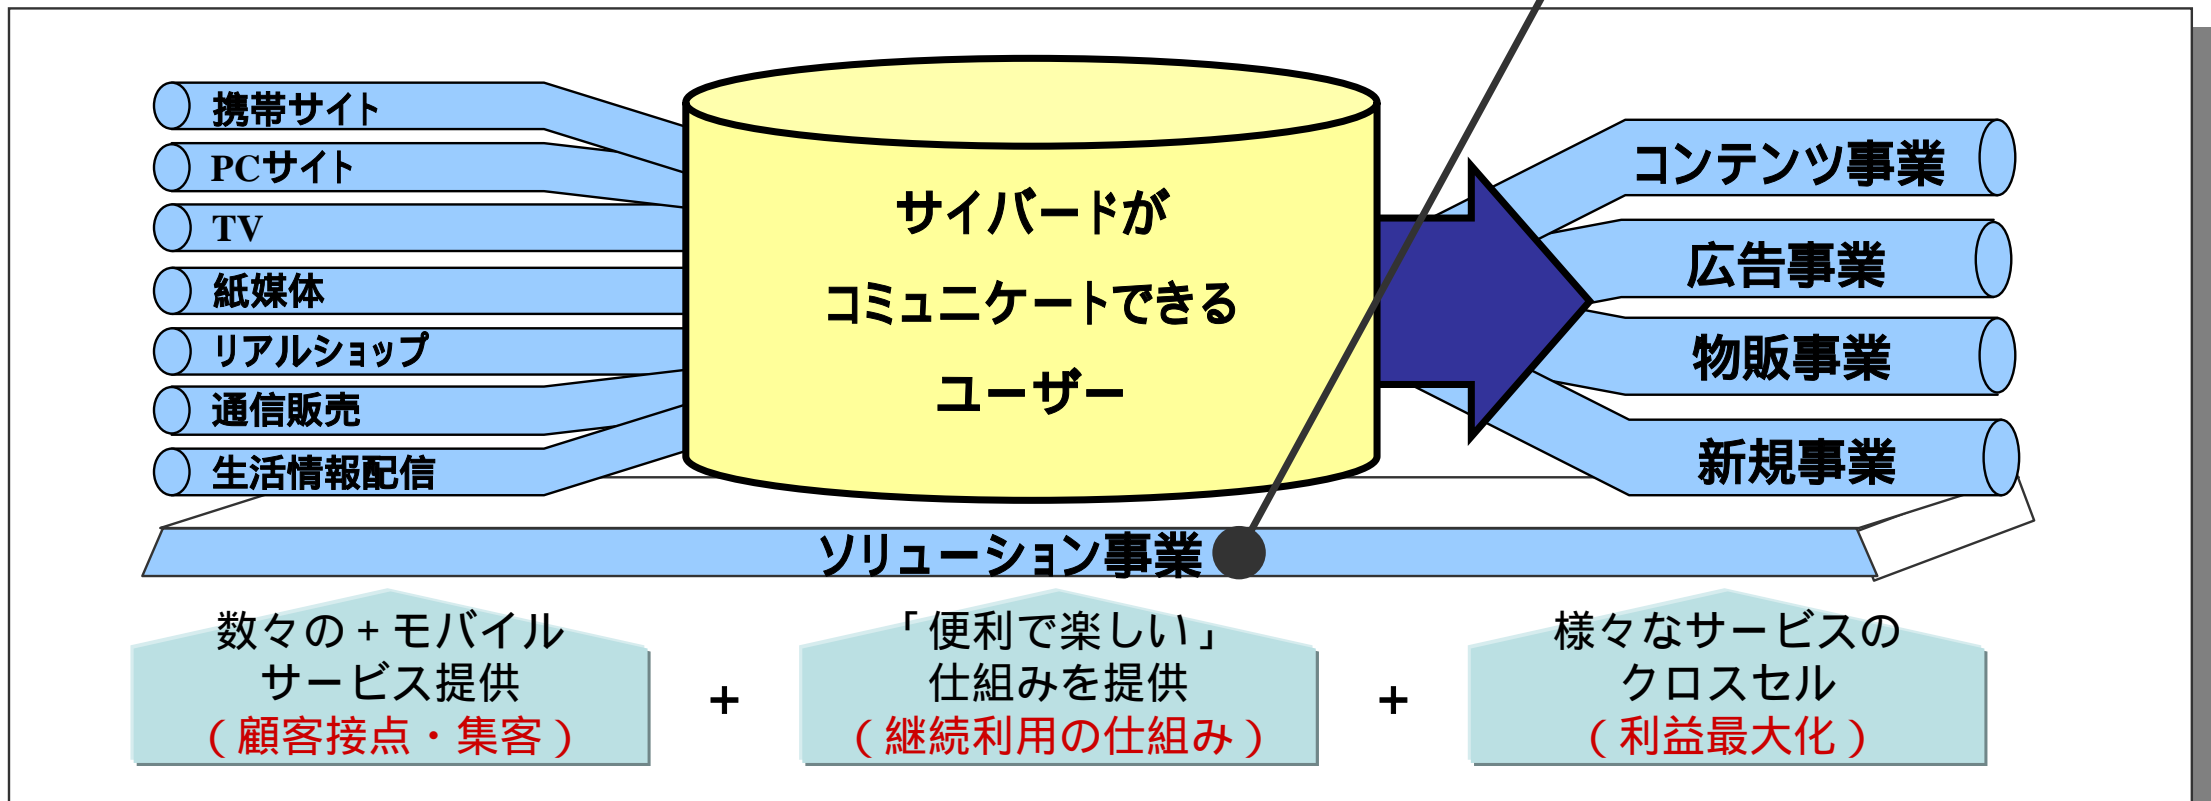 携帯サイト
PCサイト
TV
紙媒体
リアルショップ
通信販売
生活情報配信
サイバードが
コミュニケートできる
ユーザー
コンテンツ事業
広告事業
物販事業
新規事業
ソリューション事業
数々の+モバイル
サービス提供
(顧客接点・集客)
+
「便利で楽しい」
仕組みを提供
(継続利用の仕組み)
+
様々なサービスの
クロスセル
(利益最大化)